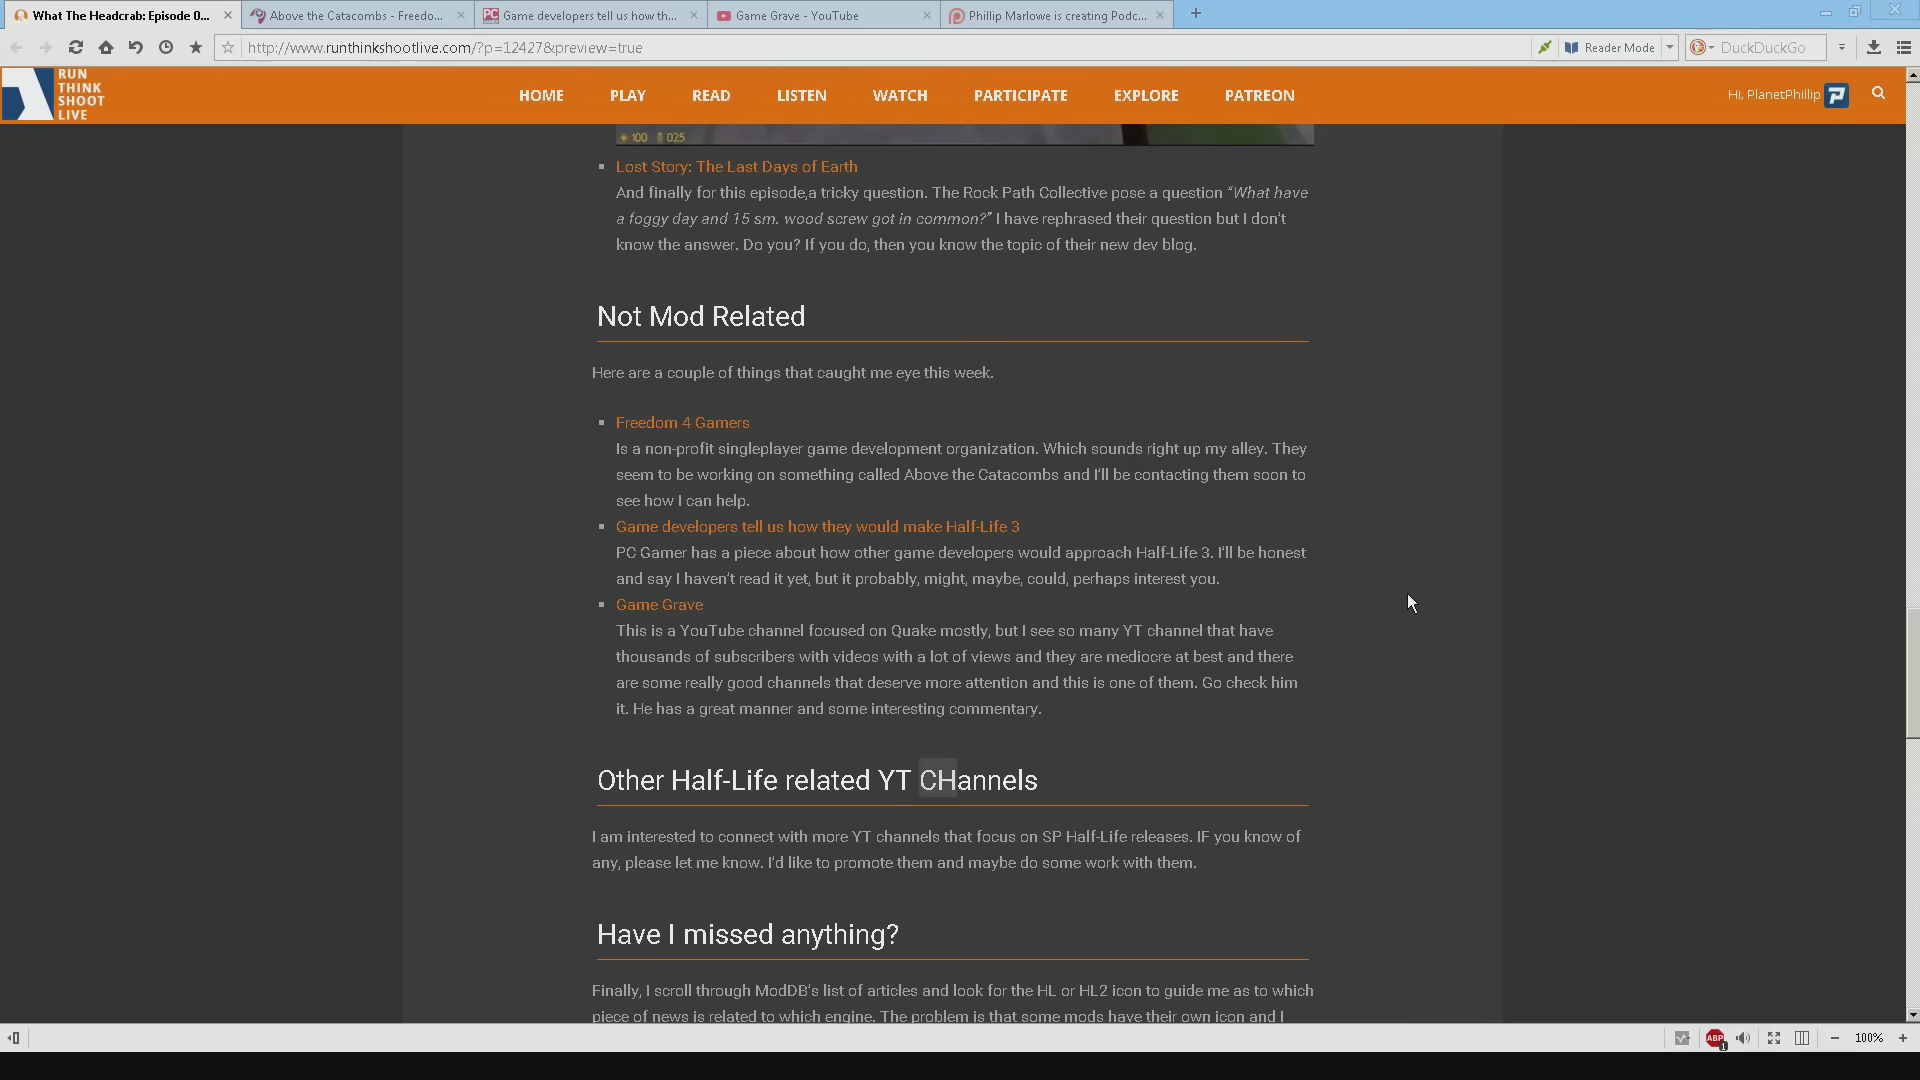 What The Headcrab: Episode 0...
Above the Catacombs - Freedo...
Game developers tell us how th...
Game Grave - YouTube
Phillip Marlowe is creating Podc...
http://www.runthinkshootlive.com/?p=12427&preview=true
Reader Mode
DuckDuckGo
RUN
THINK
SHOOT
LIVE
HOME PLAY READ LISTEN WATCH PARTICIPATE EXPLORE PATREON
Hi, PlanetPhillip
100 025
Lost Story: The Last Days of Earth
And finally for this episode,a tricky question. The Rock Path Collective pose a question “What have
a foggy day and 15 sm. wood screw got in common?” I have rephrased their question but I don’t
know the answer. Do you? If you do, then you know the topic of their new dev blog.
Not Mod Related
Here are a couple of things that caught me eye this week.
Freedom 4 Gamers
Is a non-profit singleplayer game development organization. Which sounds right up my alley. They
seem to be working on something called Above the Catacombs and I’ll be contacting them soon to
see how I can help.
Game developers tell us how they would make Half-Life 3
PC Gamer has a piece about how other game developers would approach Half-Life 3. I’ll be honest
and say I haven’t read it yet, but it probably, might, maybe, could, perhaps interest you.
Game Grave
This is a YouTube channel focused on Quake mostly, but I see so many YT channel that have
thousands of subscribers with videos with a lot of views and they are mediocre at best and there
are some really good channels that deserve more attention and this is one of them. Go check him
it. He has a great manner and some interesting commentary.
Other Half-Life related YT CHannels
I am interested to connect with more YT channels that focus on SP Half-Life releases. IF you know of
any, please let me know. I’d like to promote them and maybe do some work with them.
Have I missed anything?
Finally, I scroll through ModDB’s list of articles and look for the HL or HL2 icon to guide me as to which
piece of news is related to which engine. The problem is that some mods have their own icon and I
ABP
1
100%